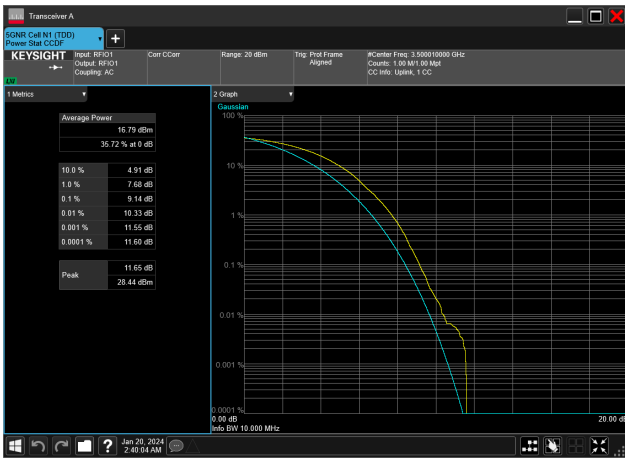 Transceiver A
5GNR Cell N1 (TDD)
Power Stat CCDF
KEYSIGHT
LXI
Input: RFIO1
Output: RFIO1
Coupling: AC
Corr CCorr
Range: 20 dBm
Trig: Prot Frame
Aligned
#Center Freq: 3.500010000 GHz
Counts: 1.00 M/1.00 Mpt
CC Info: Uplink, 1 CC
1 Metrics
Average Power
16.79 dBm
35.72 % at 0 dB
10.0 % 4.91 dB
1.0 % 7.68 dB
0.1 % 9.14 dB
0.01 % 10.33 dB
0.001 % 11.55 dB
0.0001 % 11.60 dB
Peak
11.65 dB
28.44 dBm
2 Graph
Gaussian
100 %
10 %
1 %
0.1 %
0.01 %
0.001 %
0.0001 %
0.00 dB
20.00 dB
Info BW 10.000 MHz
?
Jan 20, 2024
2:40:04 AM